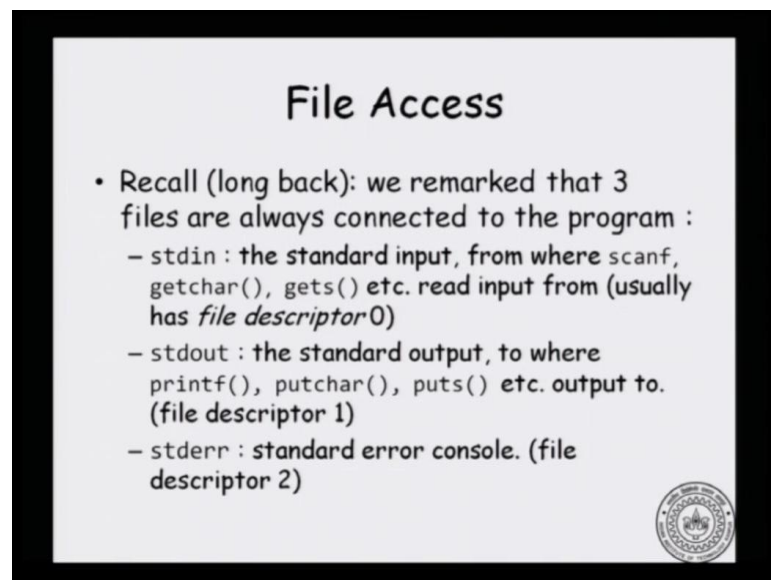 File Access
• Recall (long back): we remarked that 3
files are always connected to the program :
– stdin : the standard input, from where scanf,
getchar(), gets() etc. read input from (usually
has file descriptor 0)
– stdout : the standard output, to where
printf(), putchar(), puts() etc. output to.
(file descriptor 1)
– stderr : standard error console. (file
descriptor 2)